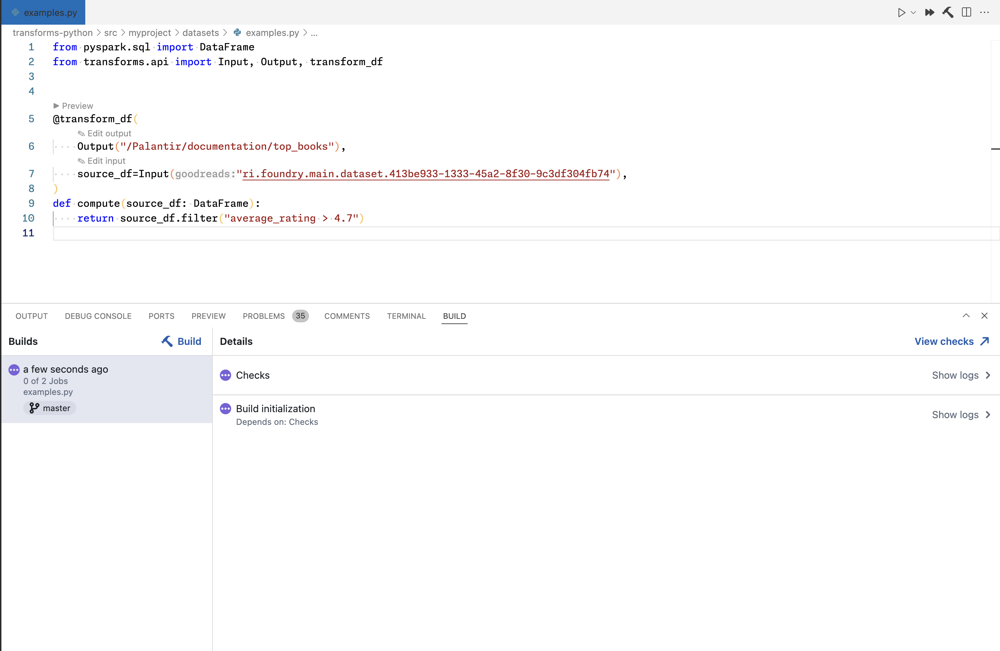 examples.py
transforms-python > src > myproject > datasets > examples.py > ...
1 from pyspark.sql import DataFrame
2 from transforms.api import Input, Output, transform_df
3
4
Preview
5 @transform_df(
Edit output
6 Output("/Palantir/documentation/top_books"),
Edit input
7 source_df=Input(goodreads:"ri.foundry.main.dataset.413be933-1333-45a2-8f30-9c3df304fb74"),
8 )
9 def compute(source_df: DataFrame):
10 return source_df.filter("average_rating > 4.7")
11
OUTPUT DEBUG CONSOLE PORTS PREVIEW PROBLEMS 35 COMMENTS TERMINAL BUILD
Builds Build Details View checks
a few seconds ago
0 of 2 Jobs
examples.py
master
Checks Show logs
Build initialization
Depends on: Checks
Show logs